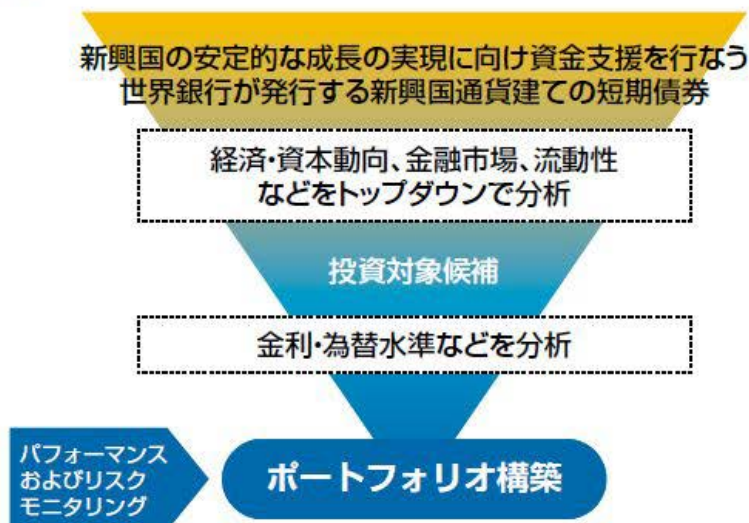 新興国の安定的な成長の実現に向け資金支援を行なう
世界銀行が発行する新興国通貨建ての短期債券
経済・資本動向、金融市場、流動性
などをトップダウンで分析
投資対象候補
金利・為替水準などを分析
パフォーマンス
およびリスク
モニタリング
ポートフォリオ構築